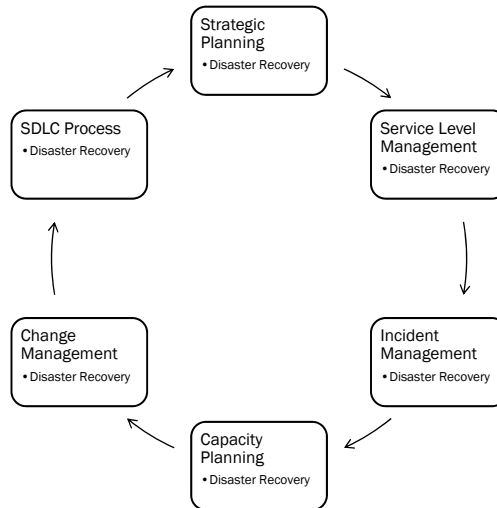 Strategic
Planning
• Disaster Recovery
Service Level
Management
• Disaster Recovery
Incident
Management
• Disaster Recovery
Capacity
Planning
• Disaster Recovery
Change
Management
• Disaster Recovery
SDLC Process
• Disaster Recovery